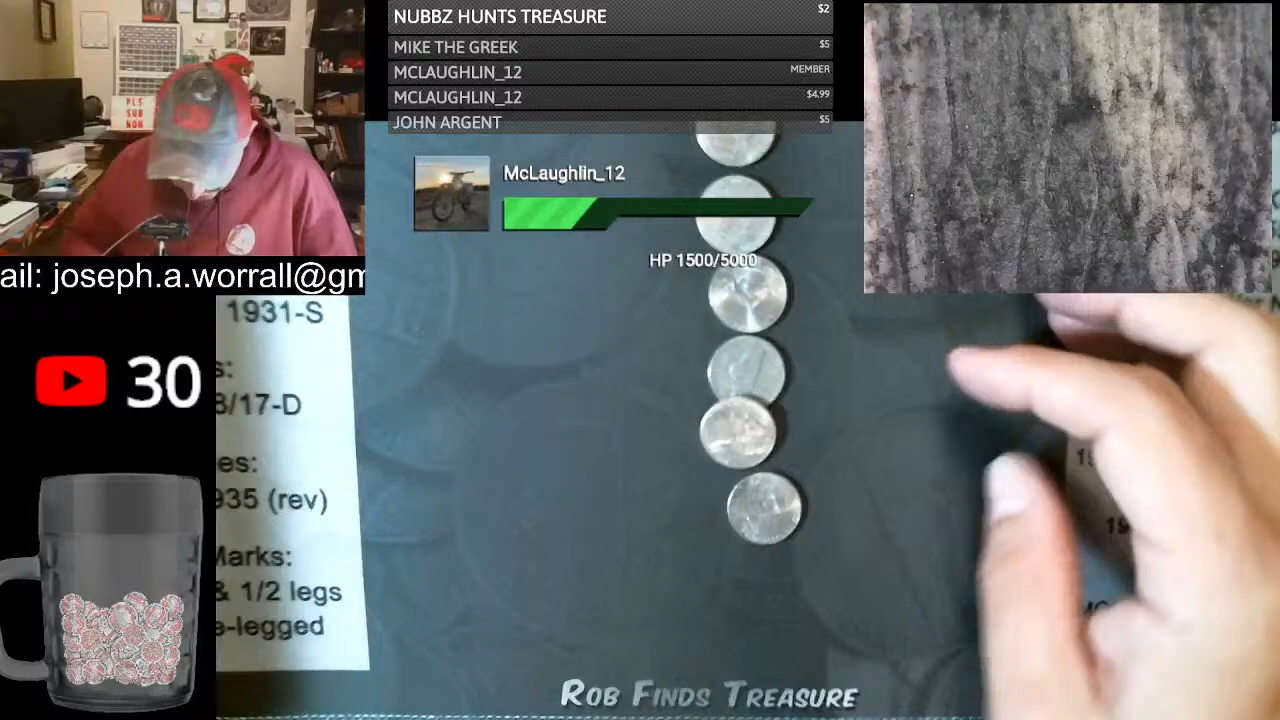 NUBBZ HUNTS TREASURE $2
MIKE THE GREEK $5
MCLAUGHLIN_12 MEMBER
MCLAUGHLIN_12 $4.99
JOHN ARGENT $5
PLS
SUB
NOW
McLaughlin_12
HP 1500/5000
ail: joseph.a.worrall@gm
1931-S
s:
8/17-D
30
es:
935 (rev)
Marks:
& 1/2 legs
e-legged
ROB FINDS TREASURE